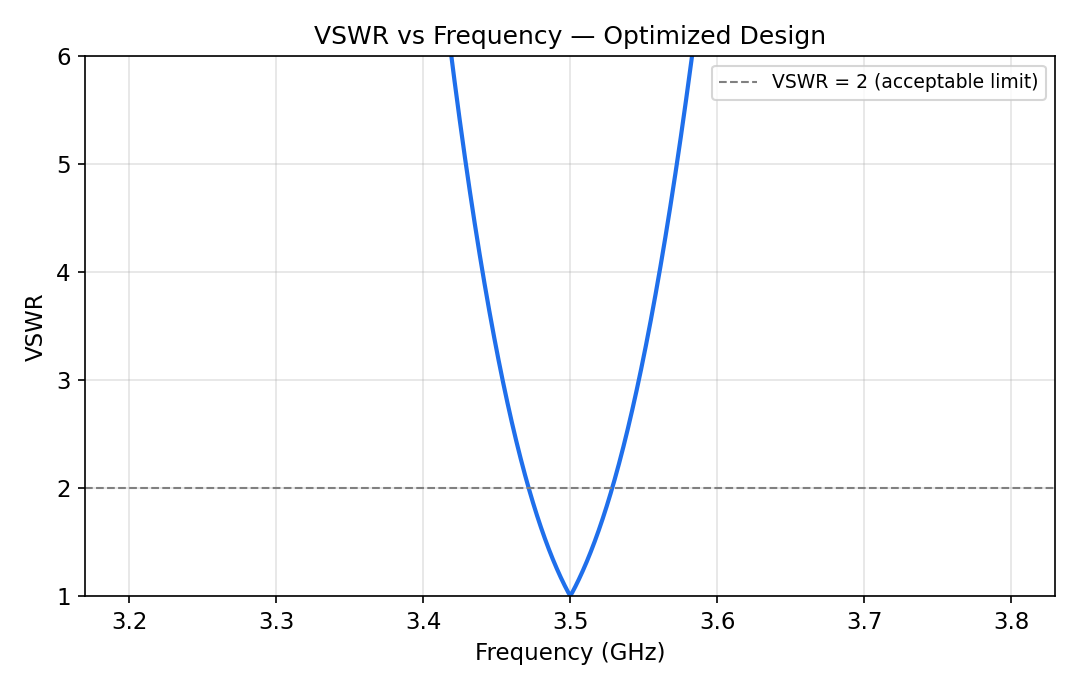 VSWR vs Frequency — Optimized Design
VSWR = 2 (acceptable limit)
6
5
4
3
2
1
VSWR
3.2 3.3 3.4 3.5 3.6 3.7 3.8
Frequency (GHz)